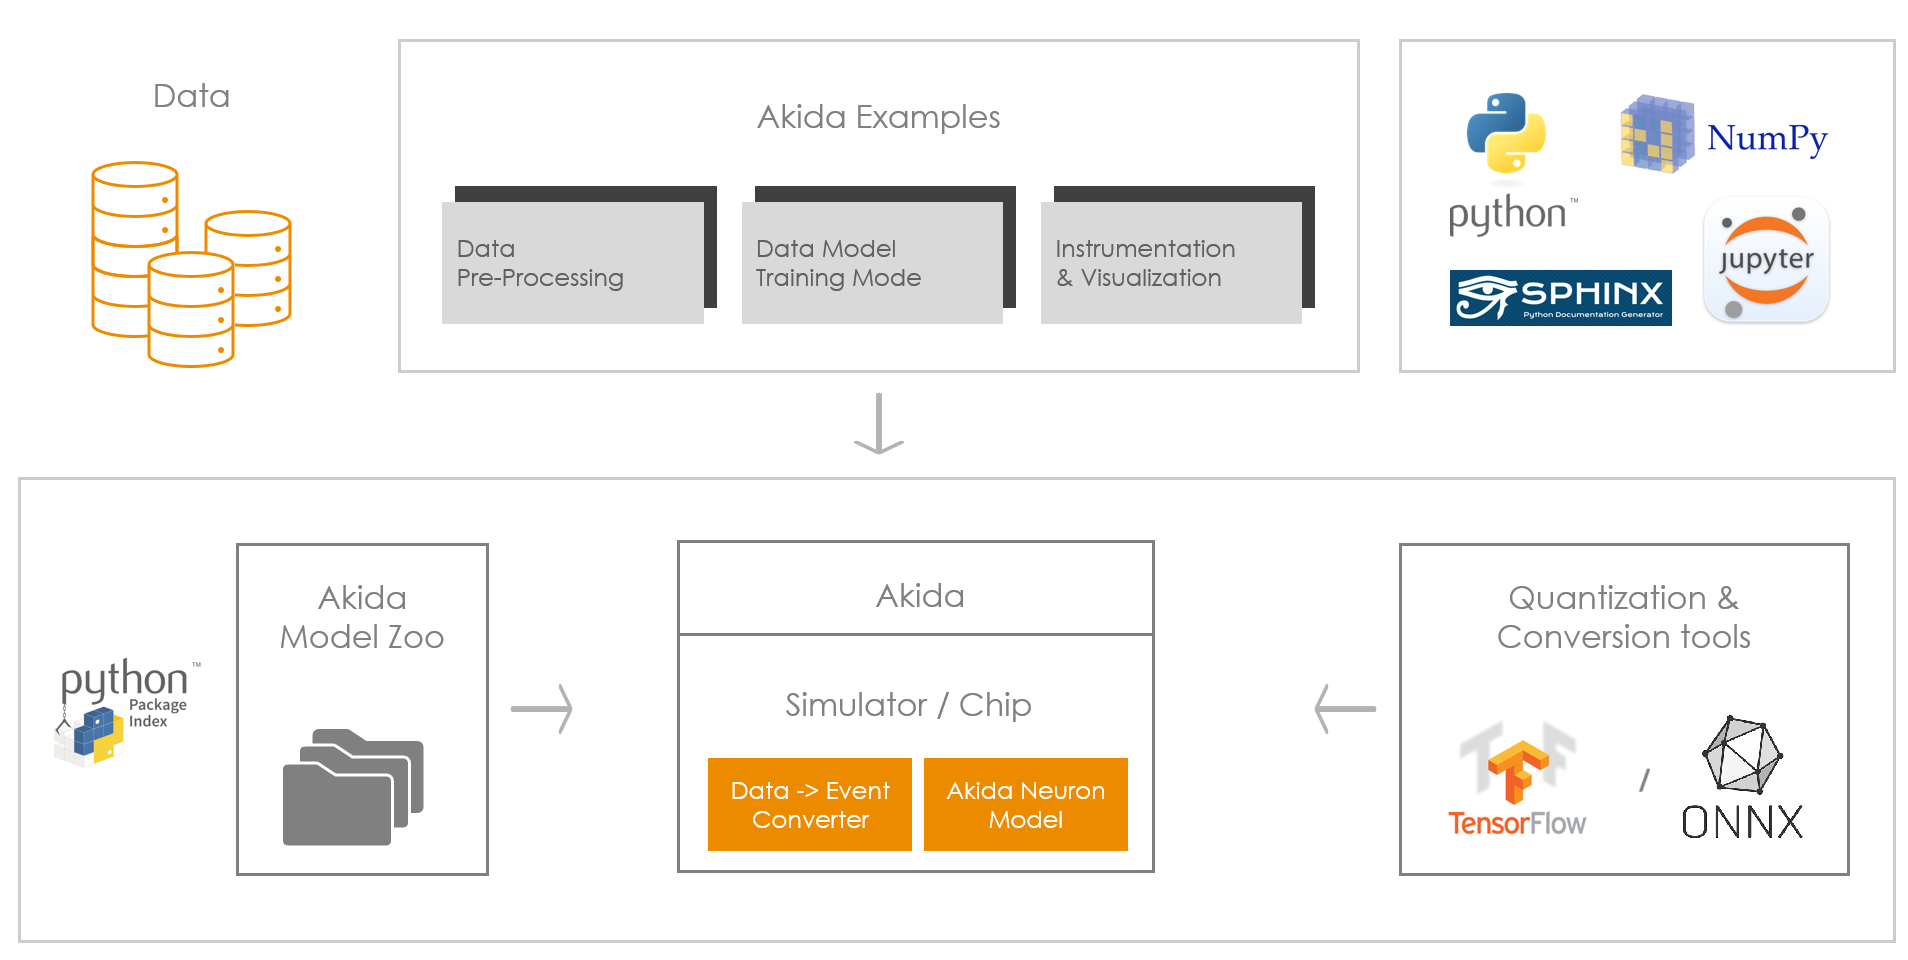 Data
Akida Examples
Data
Pre-Processing
Data Model
Training Mode
Instrumentation
& Visualization
python™
NumPy
jupyter
SPHINX
Python Documentation Generator
python™
Package
Index
Akida
Model Zoo
Akida
Simulator / Chip
Data -> Event
Converter
Akida Neuron
Model
Quantization &
Conversion tools
TensorFlow
/
ONNX